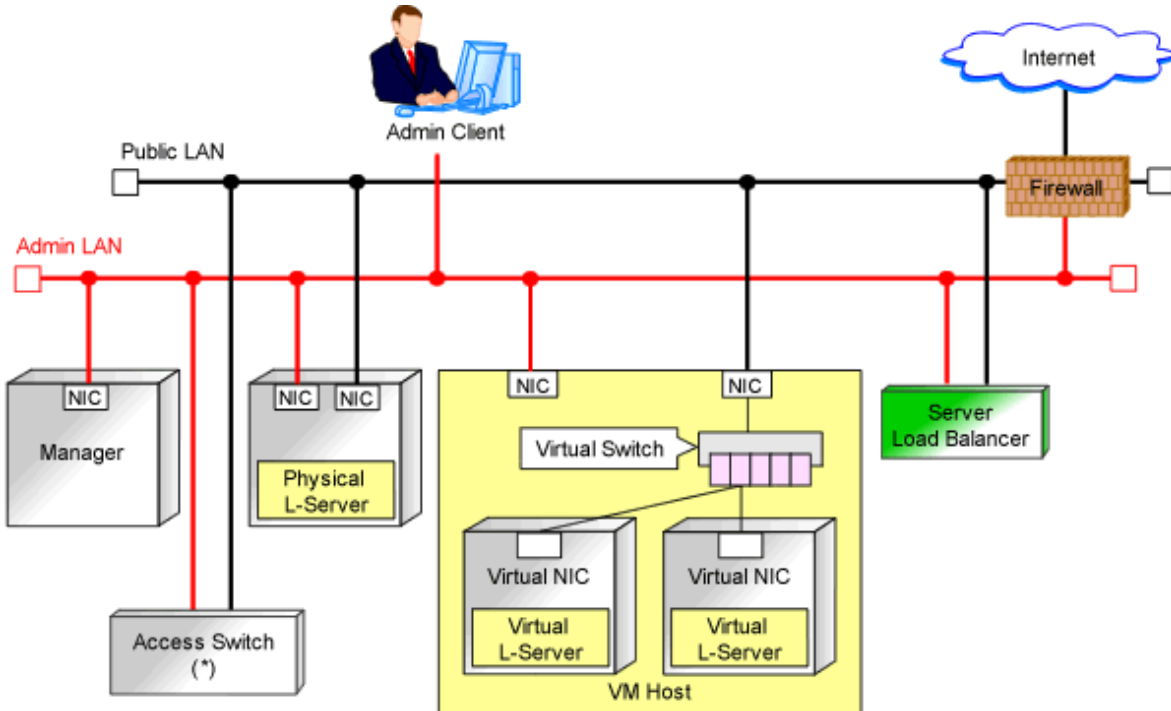 Internet
Admin Client
Public LAN
Firewall
Admin LAN
NIC
NIC
NIC
NIC
NIC
Manager
Physical
L-Server
Virtual Switch
Server
Load Balancer
Virtual NIC
Virtual NIC
Virtual
L-Server
Virtual
L-Server
Access Switch
(*)
VM Host